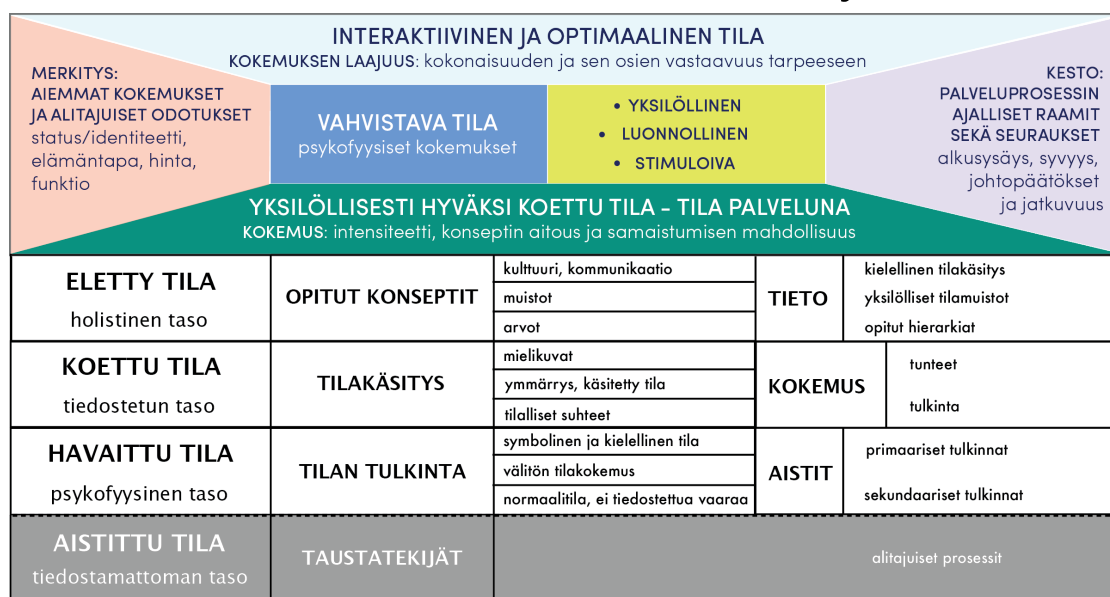 INTERAKTIIVINEN JA OPTIMAALINEN TILA
KOKEMUKSEN LAAJUUS: kokonaisuuden ja sen osien vastaavuus tarpeeseen
MERKITYS:
AIEMMAT KOKEMUKSET
JA ALITAJUISET ODOTUKSET
status/identiteetti,
elämäntapa, hinta,
funktio
VAHVISTAVA TILA
psykofyysiset kokemukset
• YKSILÖLLINEN
• LUONNOLLINEN
• STIMULOIVA
KESTO:
PALVELUPROSESSIN
AJALLISET RAAMIT
SEKÄ SEURAUKSET
alkusysäys, syvyys,
johtopäätökset
ja jatkuvuus
YKSILÖLLISESTI HYVÄKSI KOETTU TILA – TILA PALVELUNA
KOKEMUS: intensiteetti, konseptin aitous ja samaistumisen mahdollisuus
ELETTY TILA
holistinen taso
OPITUT KONSEPTIT
kulttuuri, kommunikaatio
muistot
arvot
TIETO
kielellinen tilakäsitys
yksilölliset tilamuistot
opitut hierarkiat
KOETTU TILA
tiedostetun taso
TILAKÄSITYS
mielikuvat
ymmärrys, käsitetty tila
tilalliset suhteet
KOKEMUS
tunteet
tulkinta
HAVAITTU TILA
psykofyysinen taso
TILAN TULKINTA
symbolinen ja kielellinen tila
välitön tilakokemus
normaalitila, ei tiedostettua vaaraa
AISTIT
primaariset tulkinnat
sekundaariset tulkinnat
AISTITTU TILA
tiedostamattoman taso
TAUSTATEKIJÄT
alitajuiset prosessit